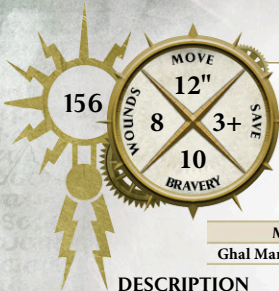 MOVE
12"
156
WOUNDS
8
3+
SAVE
10
BRAVERY
M
Ghal Mar
DESCRIPTION